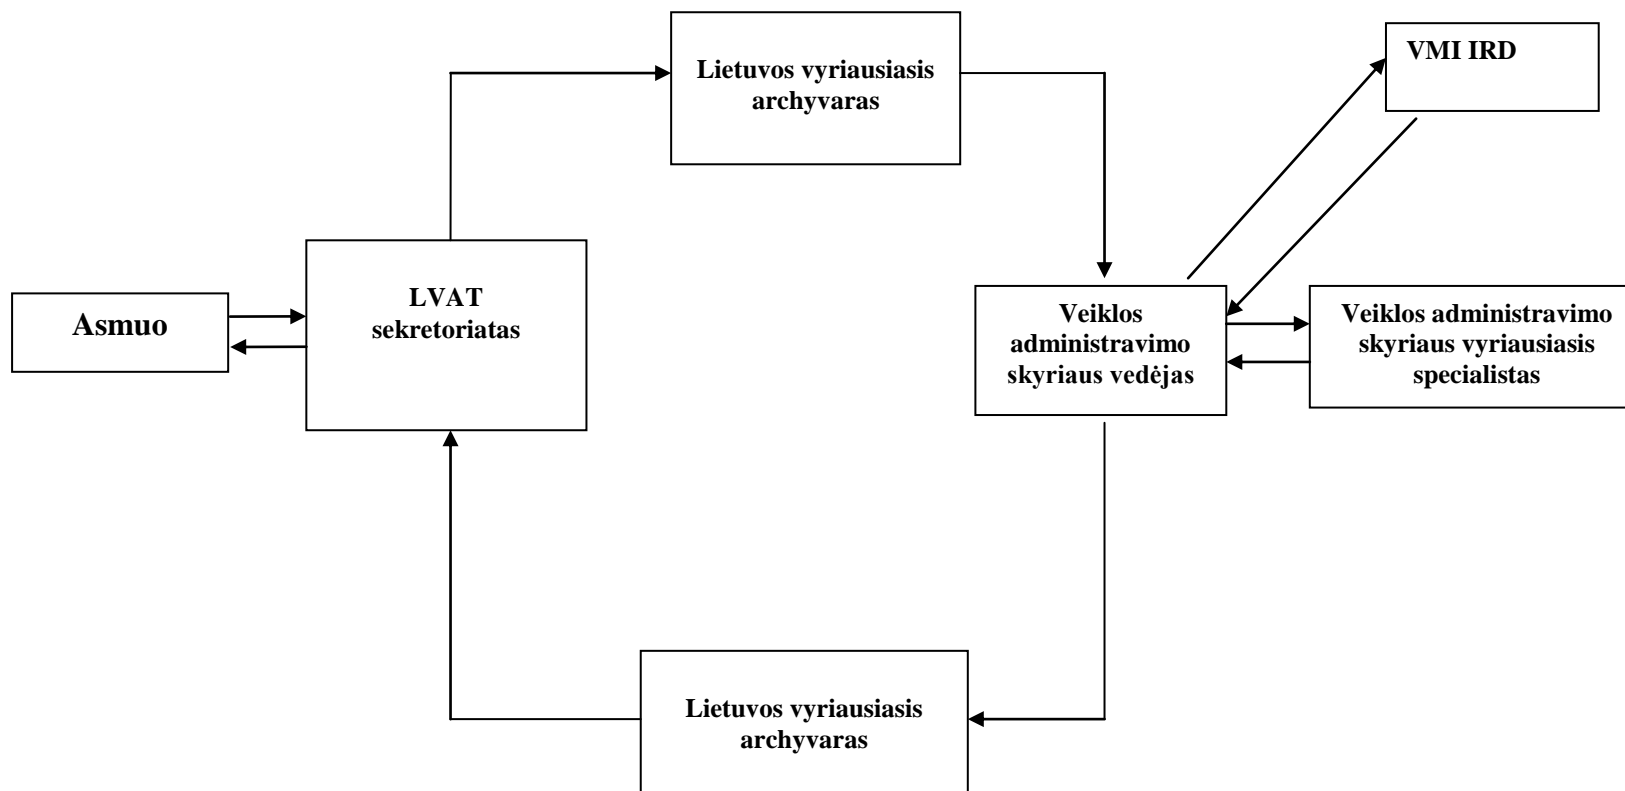 Lietuvos vyriausiasis
archyvaras
VMI IRD
Asmuo
LVAT
sekretoriatas
Veiklos
administravimo
skyriaus vedėjas
Veiklos administravimo
skyriaus vyriausiasis
specialistas
Lietuvos vyriausiasis
archyvaras